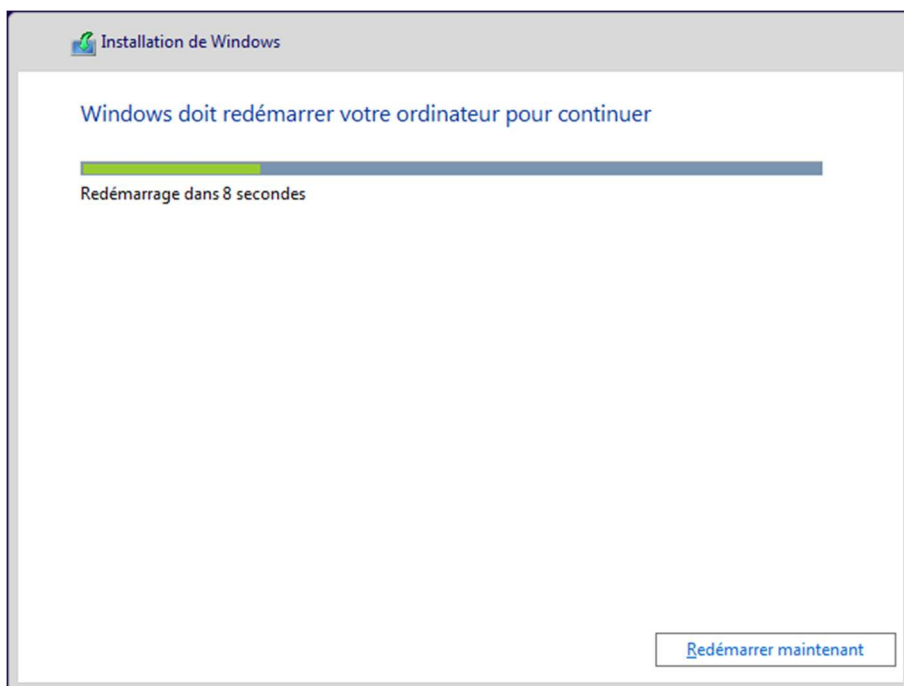 Installation de Windows
Windows doit redémarrer votre ordinateur pour continuer
Redémarrage dans 8 secondes
Redémarrer maintenant